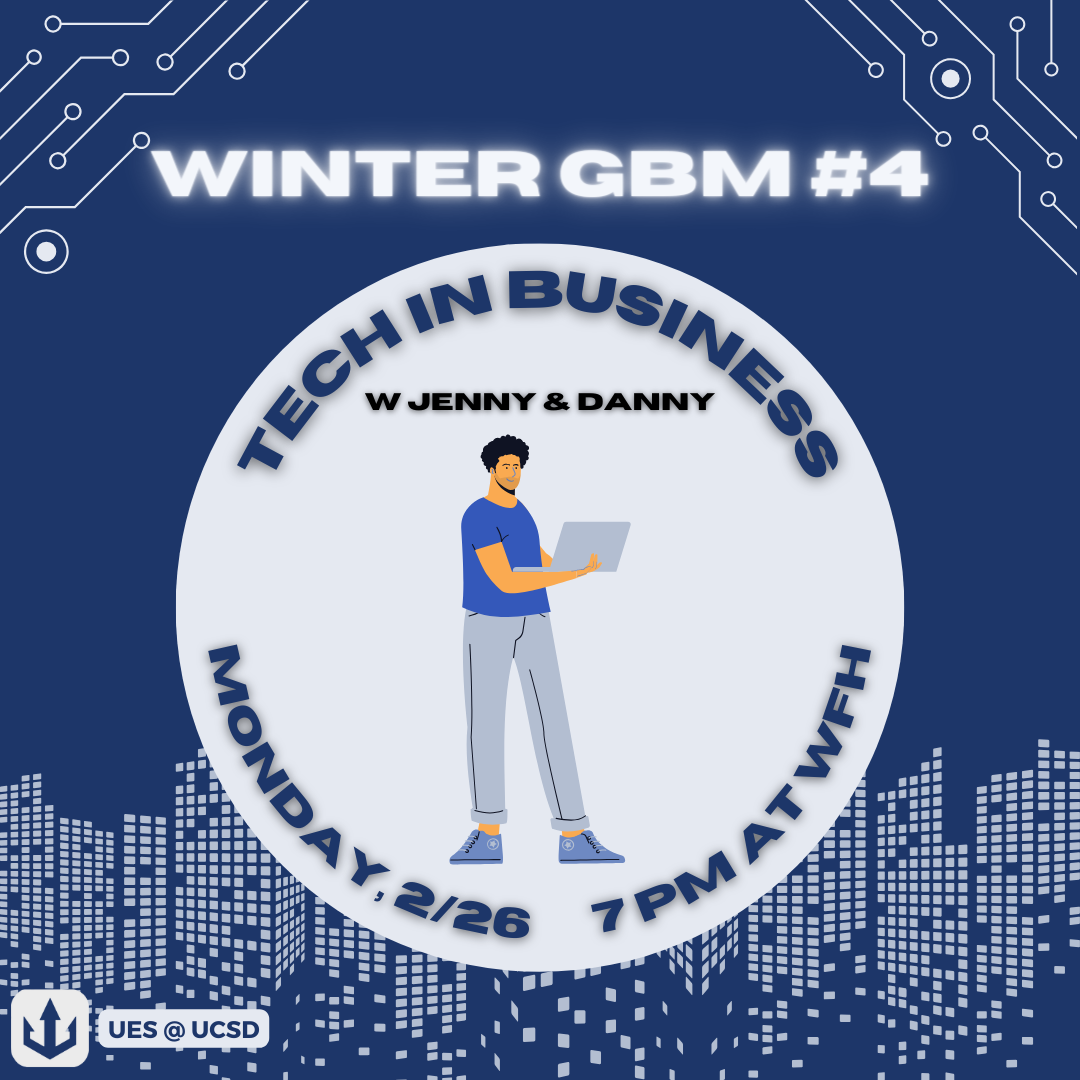 WINTER GBM #4
TECH IN BUSINESS
W JENNY & DANNY
MONDAY, 2/26
7 PM AT WFH
UES @ UCSD